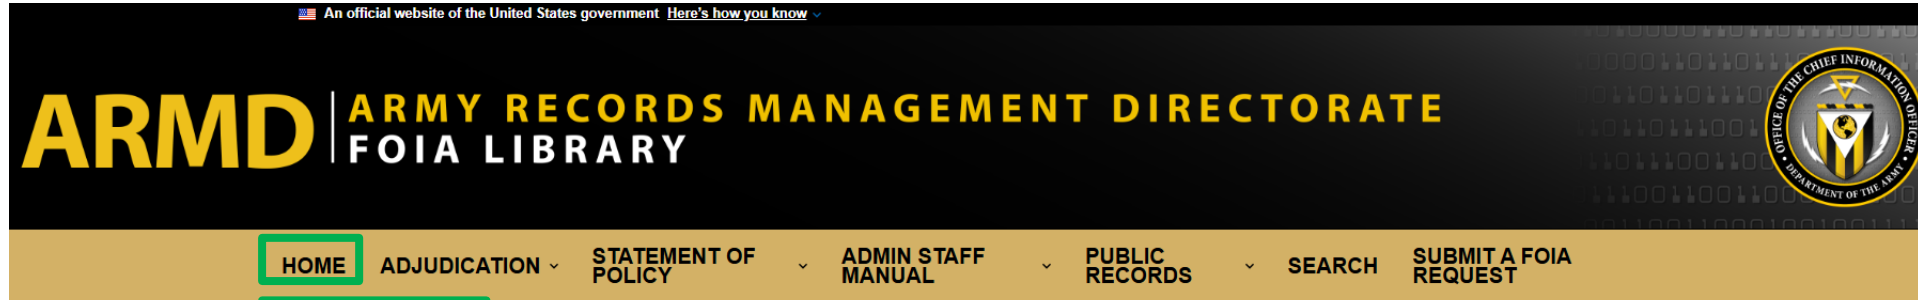 An official website of the United States government Here's how you know
ARMD
ARMY RECORDS MANAGEMENT DIRECTORATE
FOIA LIBRARY
OFFICE OF THE CHIEF INFORMATION OFFICER
DEPARTMENT OF THE ARMY
HOME
ADJUDICATION
STATEMENT OF
POLICY
ADMIN STAFF
MANUAL
PUBLIC
RECORDS
SEARCH
SUBMIT A FOIA
REQUEST